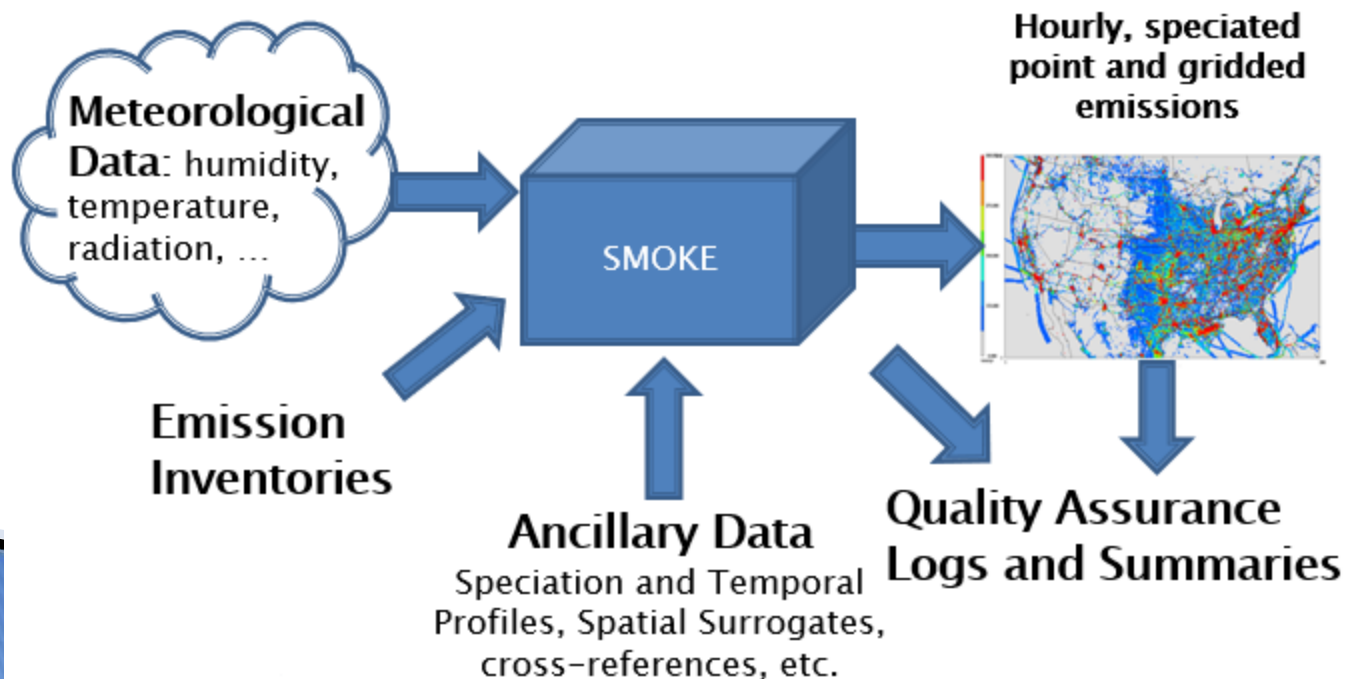 Hourly, speciated
point and gridded
emissions
Meteorological
Data: humidity,
temperature,
radiation, ...
SMOKE
Emission
Inventories
Ancillary Data
Speciation and Temporal
Profiles, Spatial Surrogates,
cross-references, etc.
Quality Assurance
Logs and Summaries